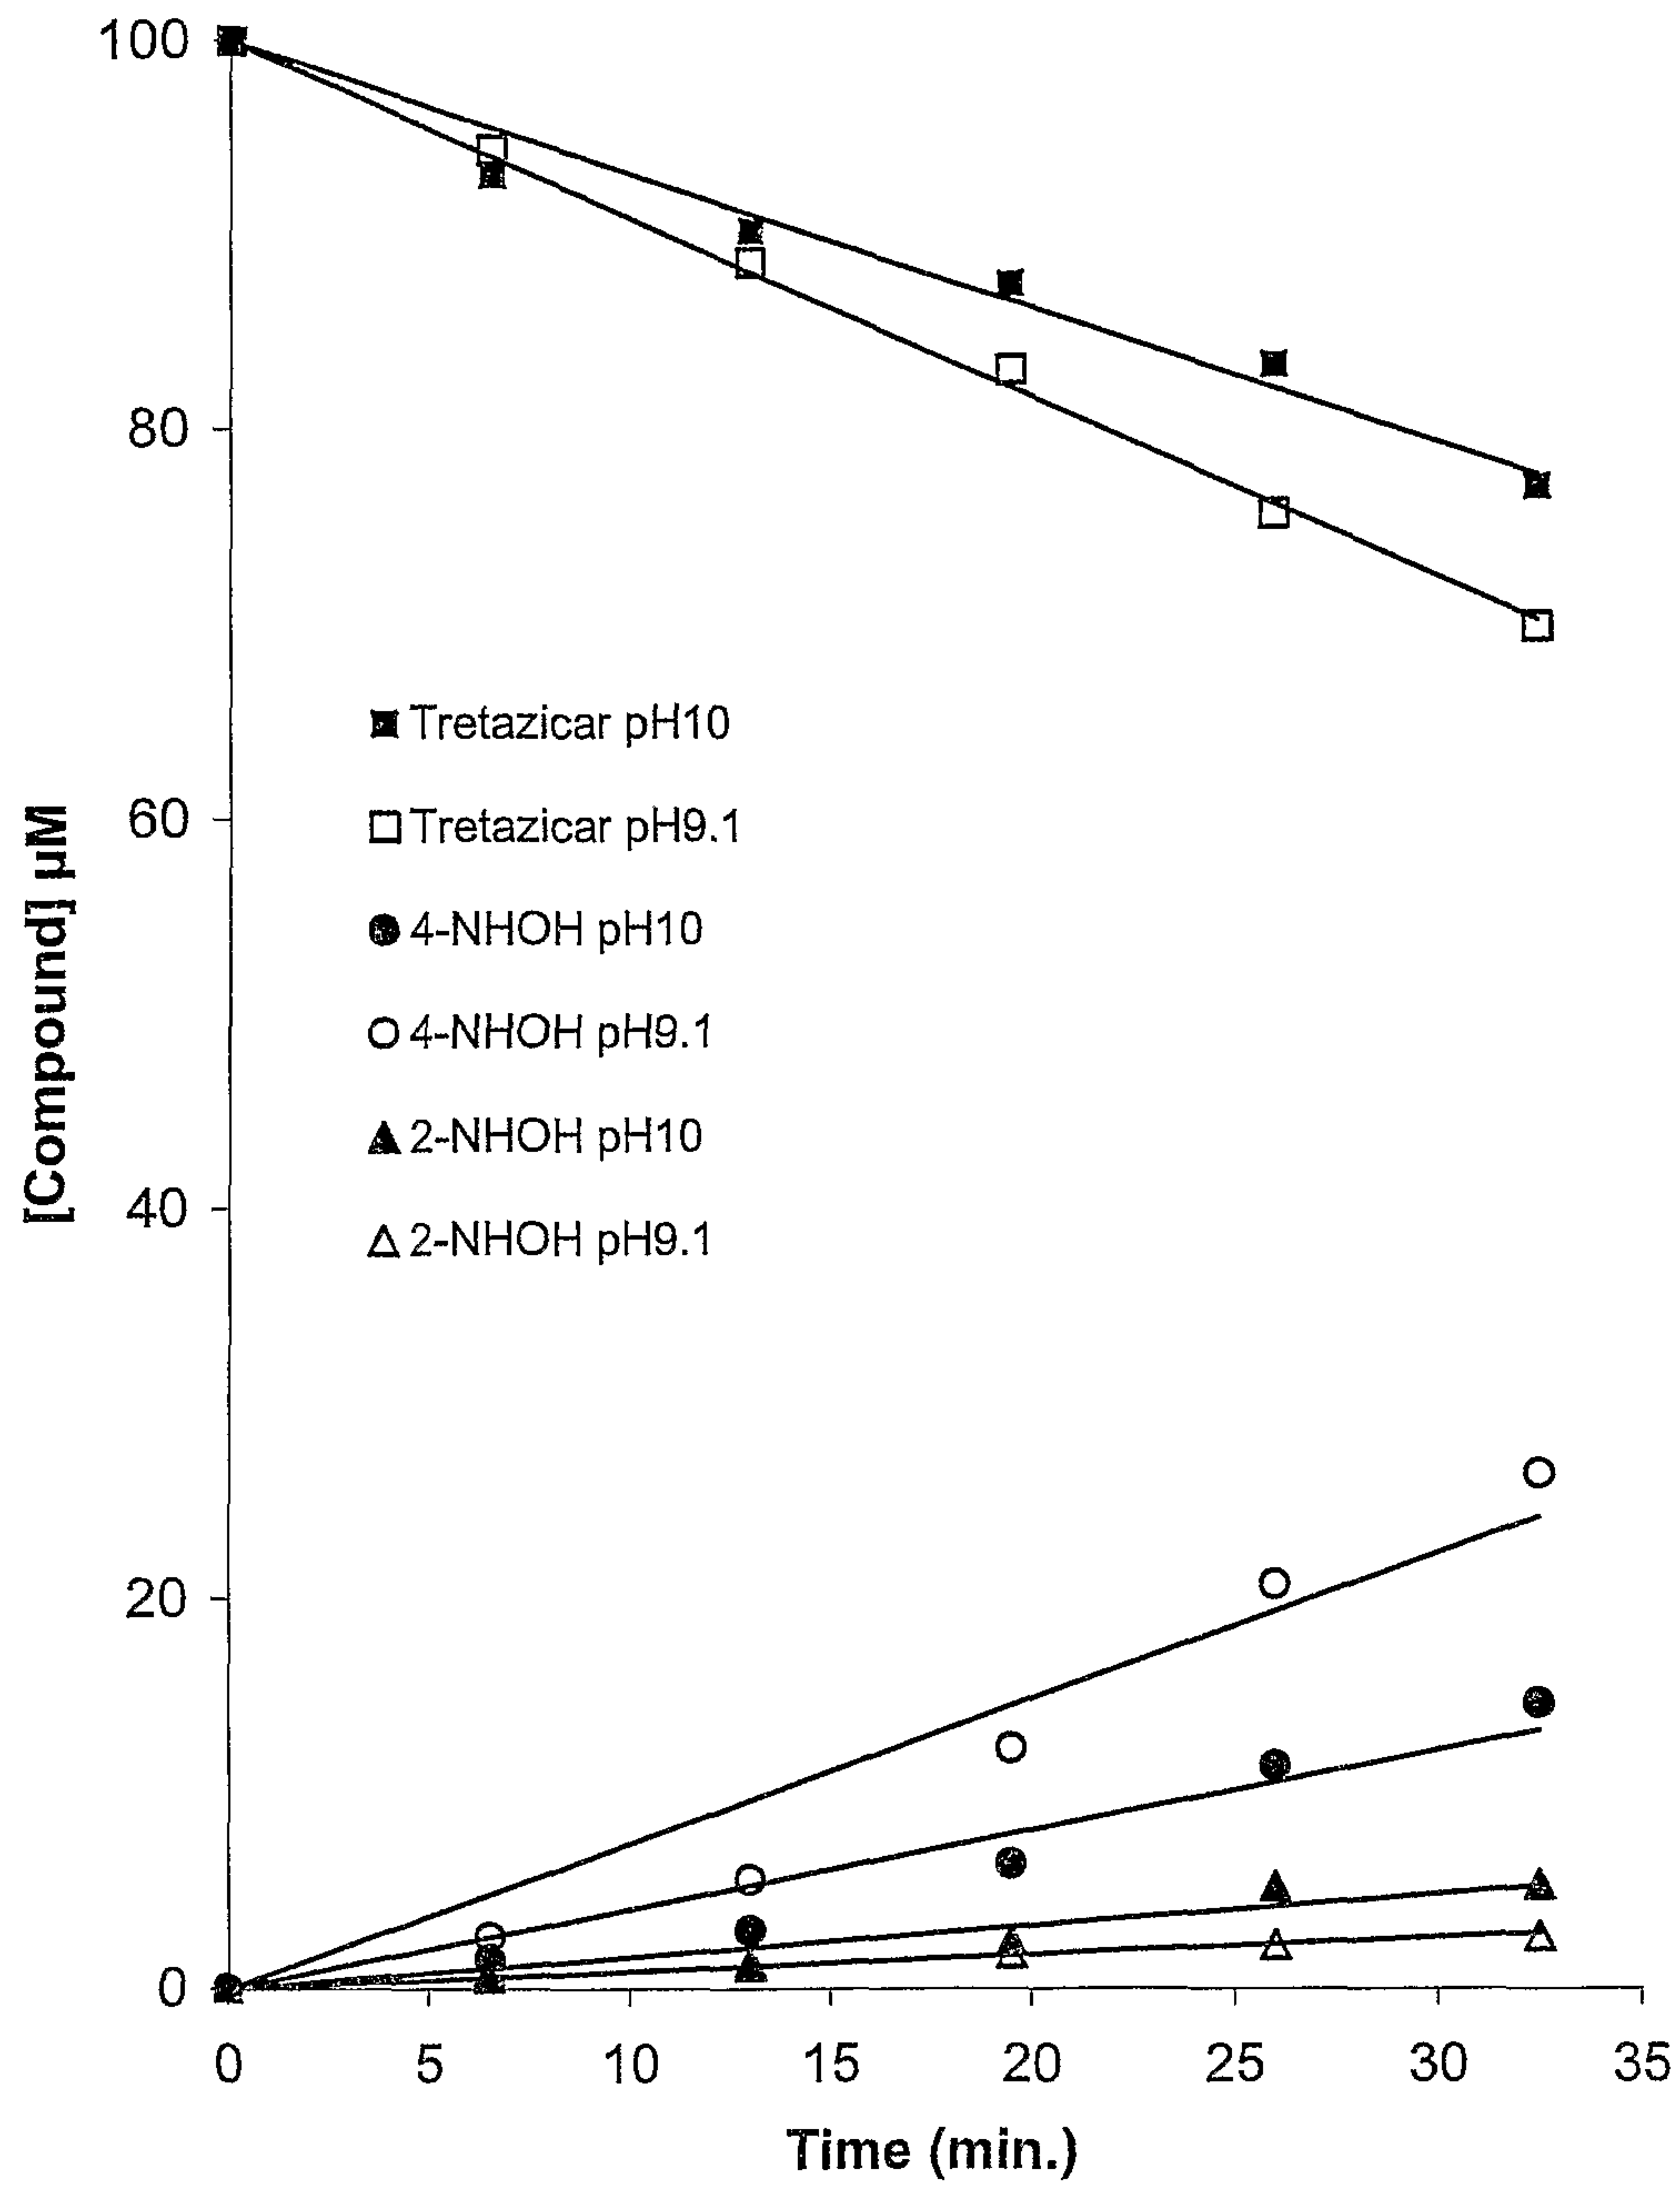 100
80
60
40
20
0
[Compound] µM
Tretazicar pH10
Tretazicar pH9.1
4-NHOH pH10
4-NHOH pH9.1
2-NHOH pH10
2-NHOH pH9.1
0 5 10 15 20 25 30 35
Time (min.)